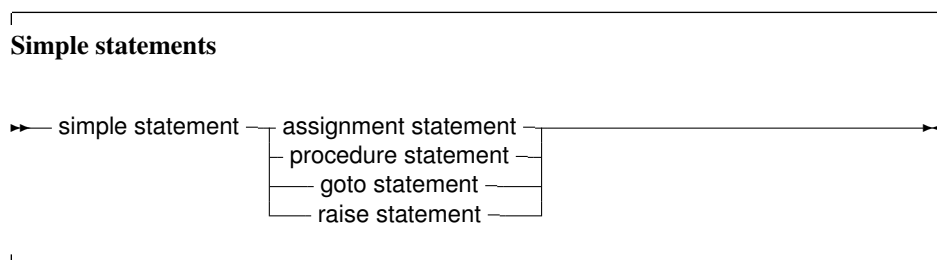 Simple statements
simple statement assignment statement
procedure statement
goto statement
raise statement